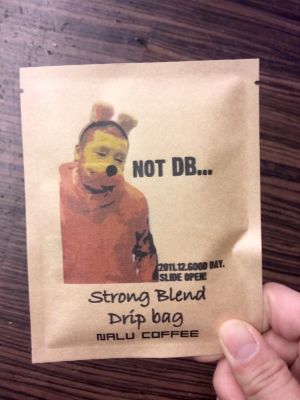 NOT DB...
2011.12.GOOD DAY.
SLIDE OPEN!
Strong Blend
Drip bag
NALU COFFEE